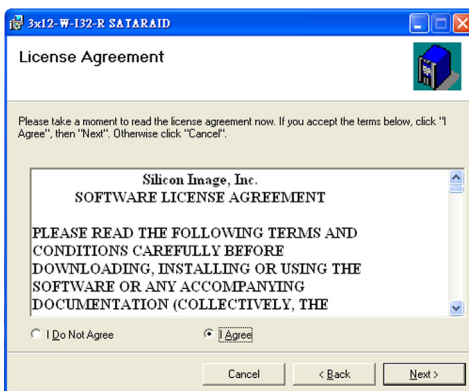 3x12-W-I32-R SATARAID
License Agreement
Please take a moment to read the license agreement now. If you accept the terms below, click "I
Agree", then "Next". Otherwise click "Cancel".
Silicon Image, Inc.
SOFTWARE LICENSE AGREEMENT
PLEASE READ THE FOLLOWING TERMS AND
CONDITIONS CAREFULLY BEFORE
DOWNLOADING, INSTALLING OR USING THE
SOFTWARE OR ANY ACCOMPANYING
DOCUMENTATION (COLLECTIVELY, THE
I Do Not Agree
I Agree
Cancel
< Back
Next >